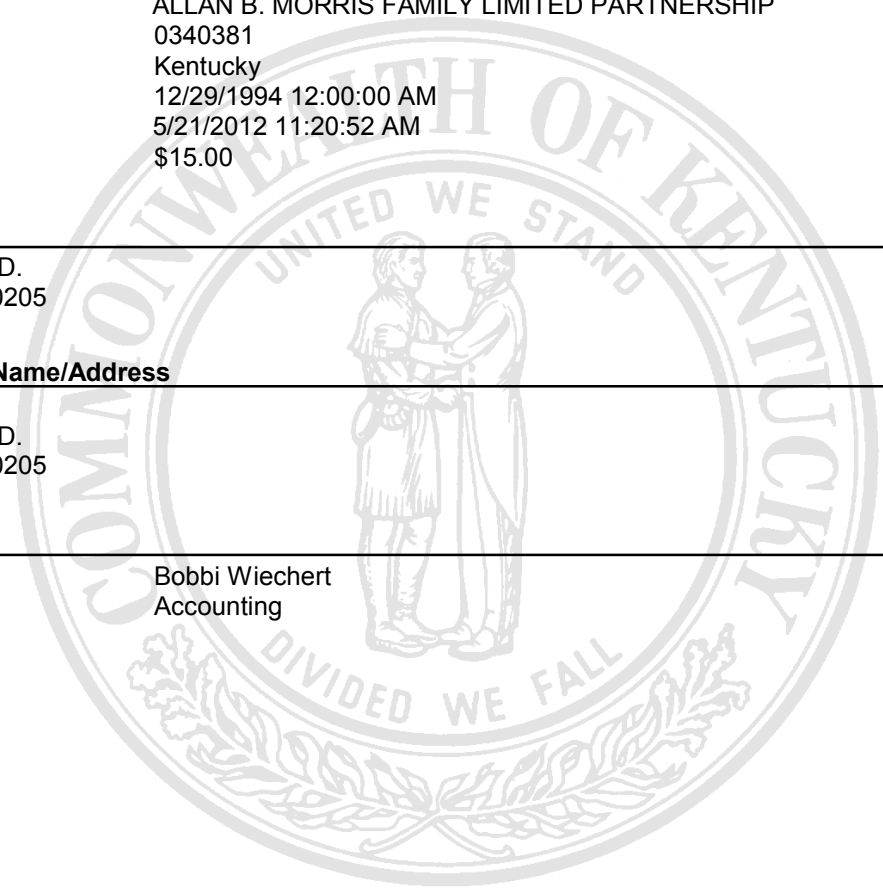 ALLAN B. MORRIS FAMILY LIMITED PARTNERSHIP
0340381
Kentucky
12/29/1994 12:00:00 AM
5/21/2012 11:20:52 AM
$15.00
D.
0205
Name/Address
D.
0205
Bobbi Wiechert
Accounting
COMMONWEALTH OF KENTUCKY
UNITED WE STAND
DIVIDED WE FALL